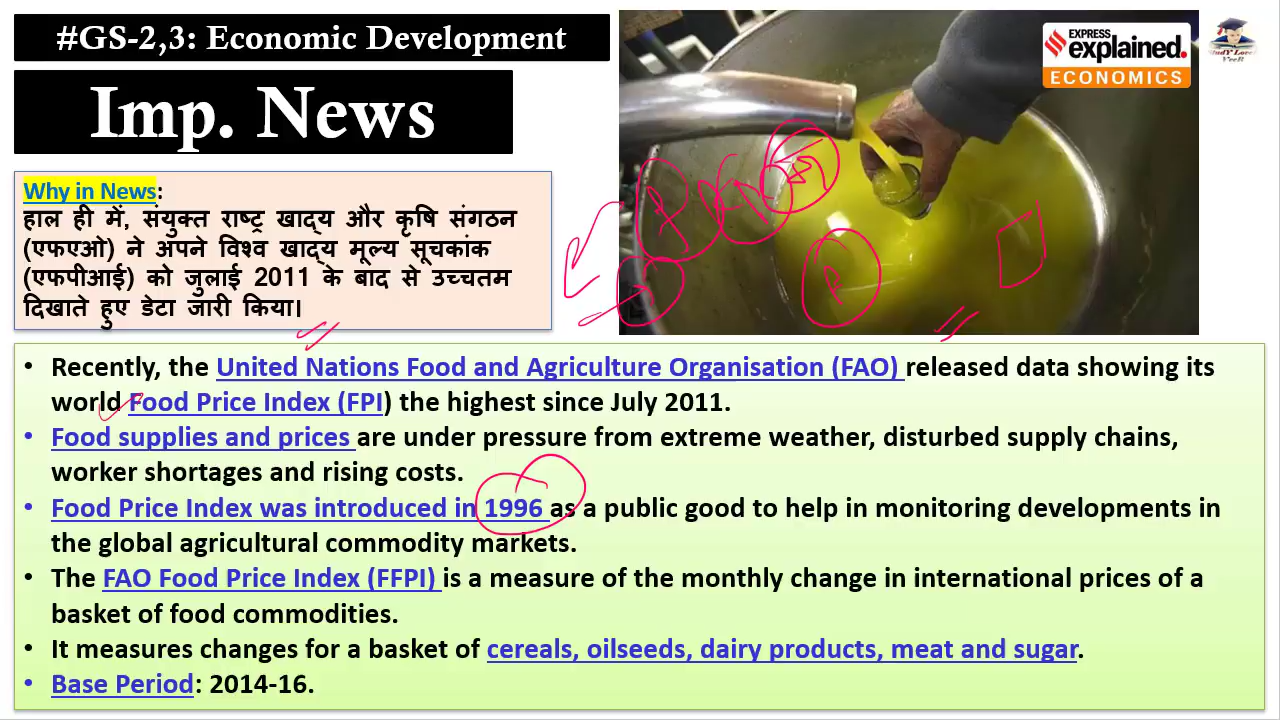 #GS-2,3: Economic Development
Imp. News
EXPRESS
explained.
ECONOMICS
StudY LoveR
VeeR
Why in News:
हाल ही में, संयुक्त राष्ट्र खाद्य और कृषि संगठन
(एफएओ) ने अपने विश्व खाद्य मूल्य सूचकांक
(एफपीआई) को जुलाई 2011 के बाद से उच्चतम
दिखाते हुए डेटा जारी किया।
• Recently, the United Nations Food and Agriculture Organisation (FAO) released data showing its
world Food Price Index (FPI) the highest since July 2011.
• Food supplies and prices are under pressure from extreme weather, disturbed supply chains,
worker shortages and rising costs.
• Food Price Index was introduced in 1996 as a public good to help in monitoring developments in
the global agricultural commodity markets.
• The FAO Food Price Index (FFPI) is a measure of the monthly change in international prices of a
basket of food commodities.
• It measures changes for a basket of cereals, oilseeds, dairy products, meat and sugar.
• Base Period: 2014-16.